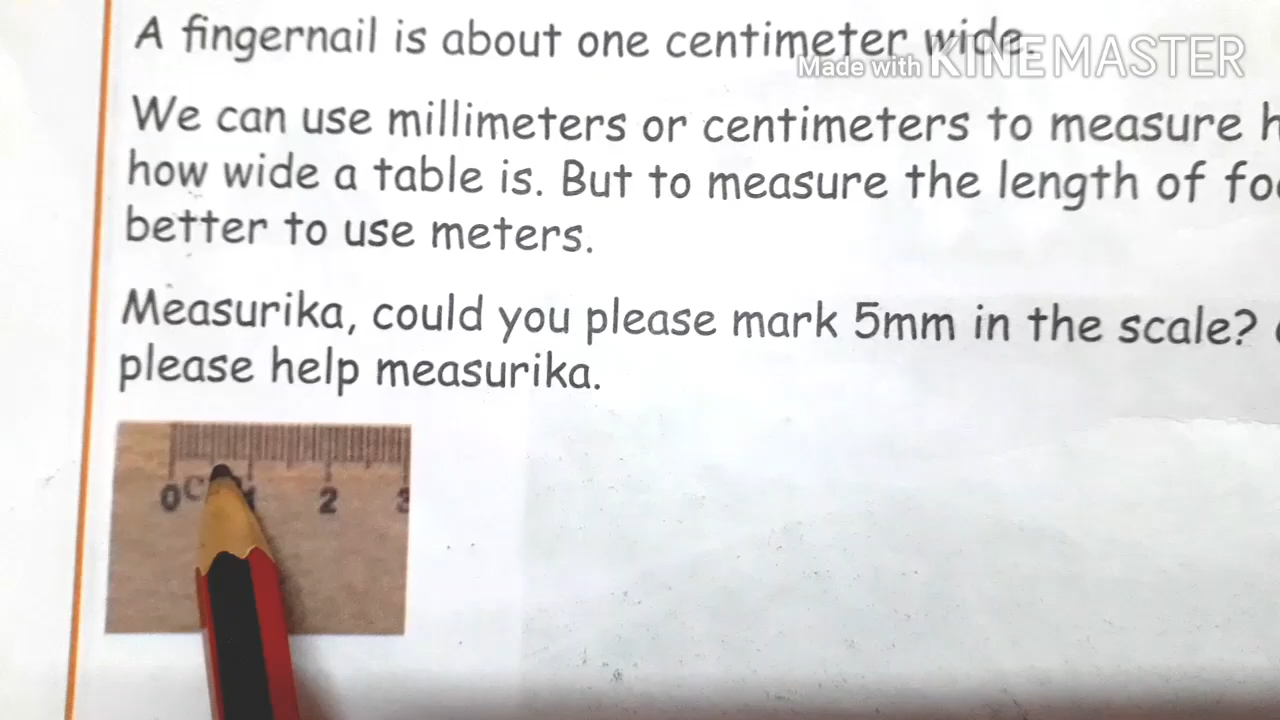 A fingernail is about one centimeter wide.
Made with KINEMASTER
We can use millimeters or centimeters to measure
how wide a table is. But to measure the length of
better to use meters.
Measurika, could you please mark 5mm in the scale?
please help measurika.
0 1 2 3